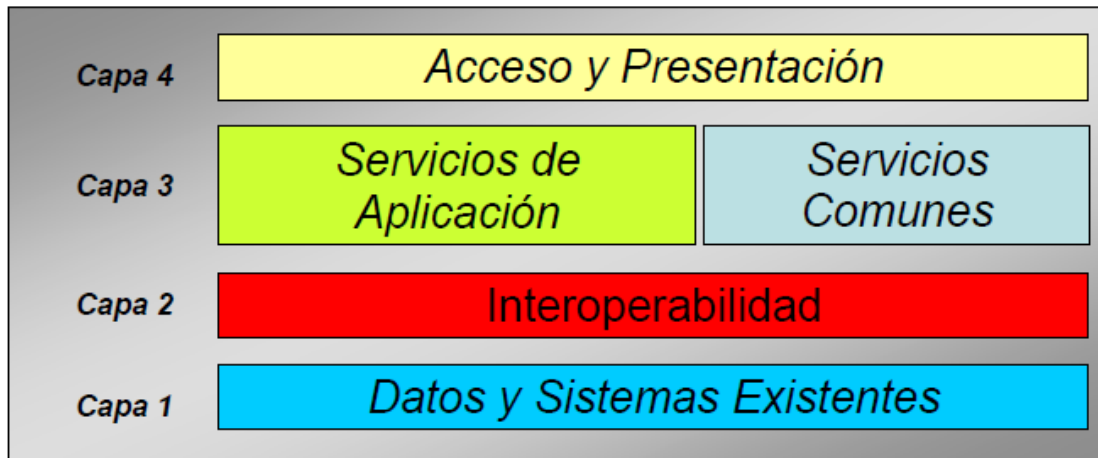 Capa 4
Acceso y Presentación
Capa 3
Servicios de
Aplicación
Servicios
Comunes
Capa 2
Interoperabilidad
Capa 1
Datos y Sistemas Existentes